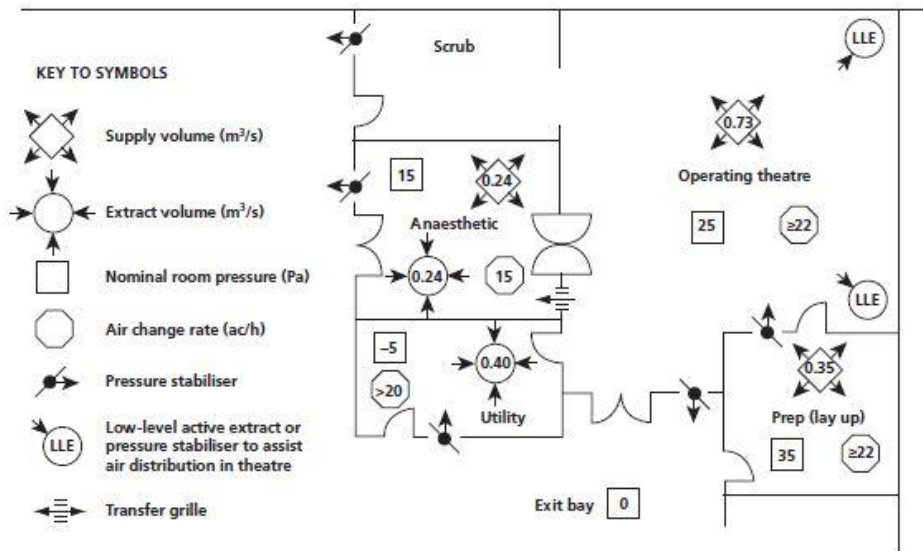 Scrub
LLE
KEY TO SYMBOLS
Supply volume (m³/s)
0.73
15
0.24
Operating theatre
Extract volume (m³/s)
Anaesthetic
25
≥22
Nominal room pressure (Pa)
0.24
15
LLE
Air change rate (ac/h)
–5
0.40
0.35
Pressure stabiliser
>20
Utility
Prep (lay up)
LLE
Low-level active extract or
pressure stabiliser to assist
air distribution in theatre
35
≥22
Transfer grille
Exit bay
0